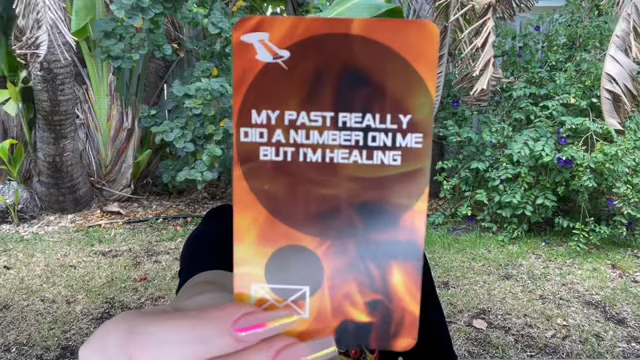 MY PAST REALLY
DID A NUMBER ON ME
BUT I'M HEALING